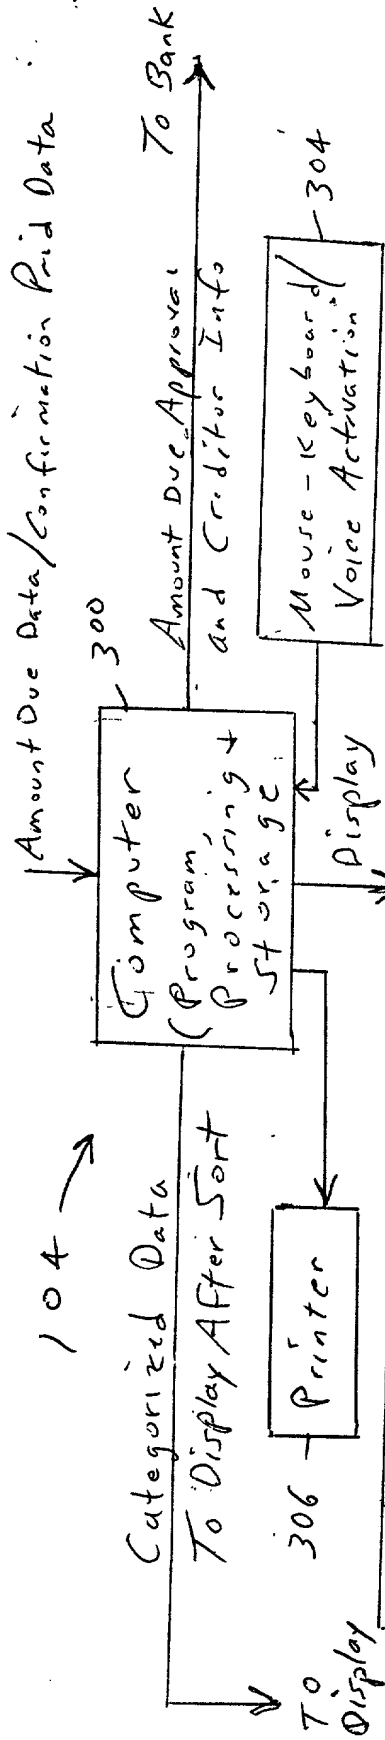 Amount Due Data/Confirmation Paid Data
104
300
Computer
(Program,
Processing +
Storage
Categorized Data
To Display After Sort
Amount Due Approval
and Creditor Info
To Bank
306
Printer
Display
Mouse-Keyboard/
Voice Activation
304
To
Display